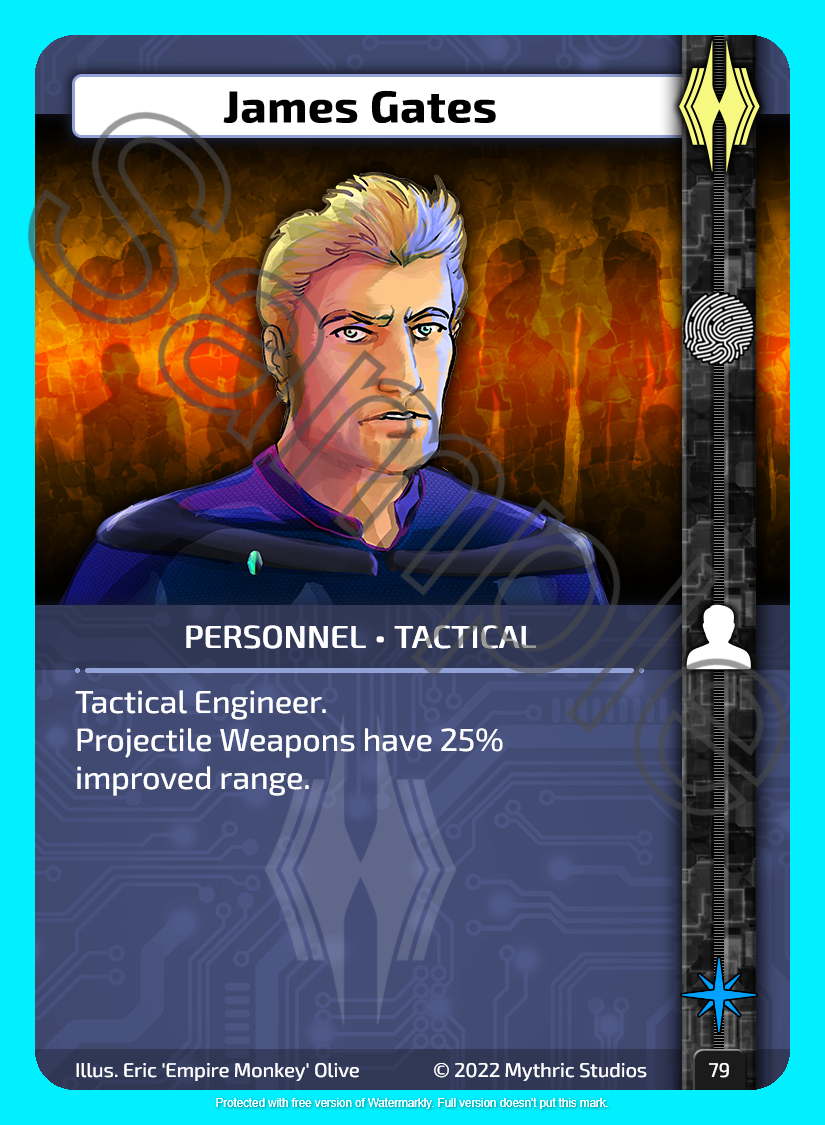 James Gates
Sample
PERSONNEL • TACTICAL
Tactical Engineer.
Projectile Weapons have 25%
improved range.
Illus. Eric 'Empire Monkey' Olive © 2022 Mythric Studios 79
Protected with free version of Watermarkly. Full version doesn't put this mark.